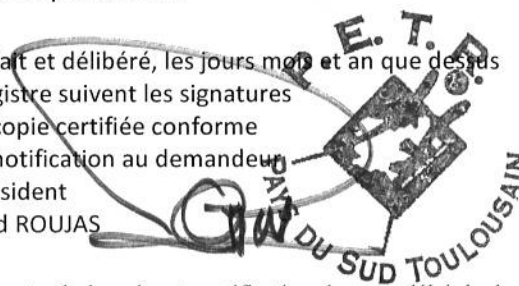 ait et délibéré, les jours mois et an que dessus
gistre suivent les signatures
copie certifiée conforme
notification au demandeur
sident
d ROUJAS
P.E.T.R.
PAYS DU SUD TOULOUSAIN